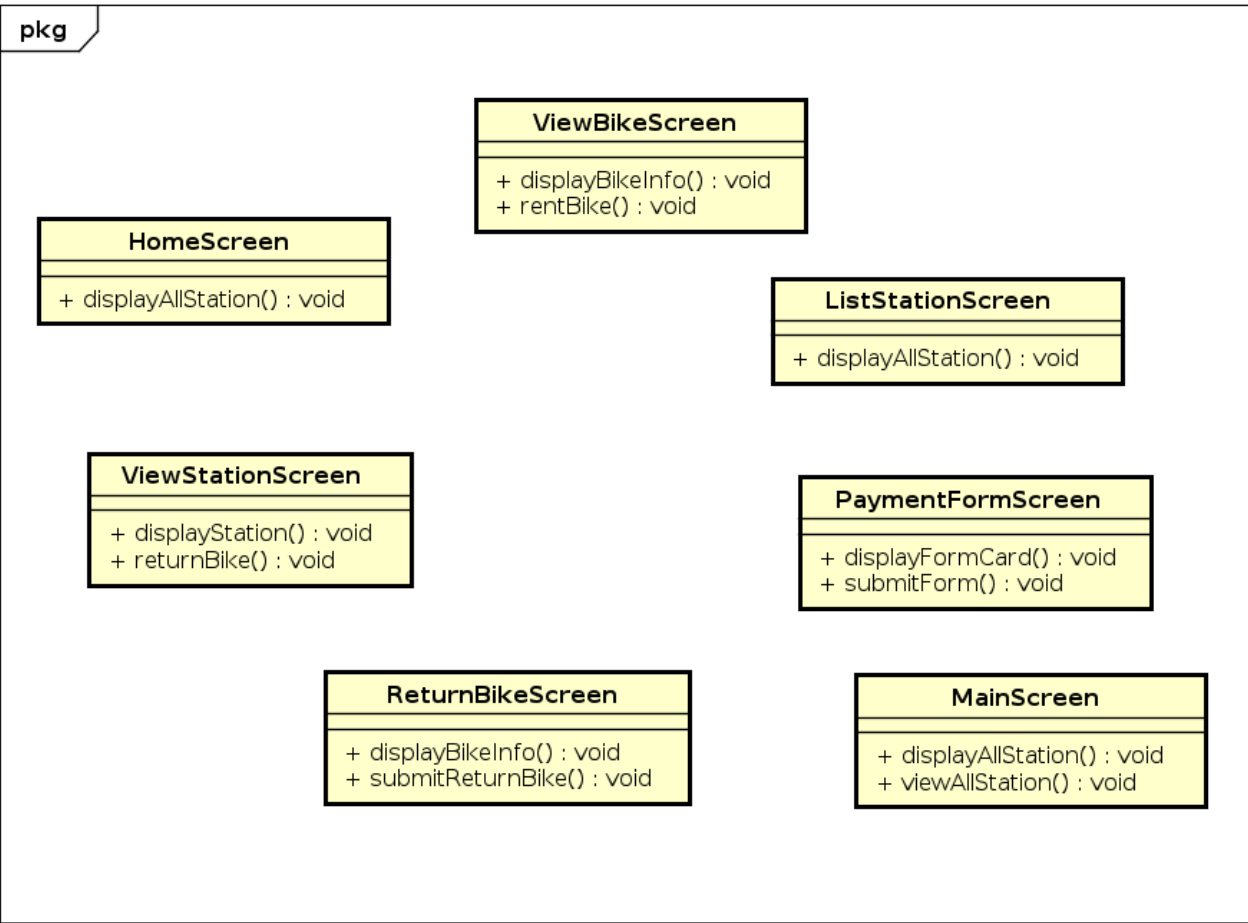 pkg
ViewBikeScreen
+ displayBikeInfo() : void
+ rentBike() : void
HomeScreen
+ displayAllStation() : void
ListStationScreen
+ displayAllStation() : void
ViewStationScreen
+ displayStation() : void
+ returnBike() : void
PaymentFormScreen
+ displayFormCard() : void
+ submitForm() : void
ReturnBikeScreen
+ displayBikeInfo() : void
+ submitReturnBike() : void
MainScreen
+ displayAllStation() : void
+ viewAllStation() : void